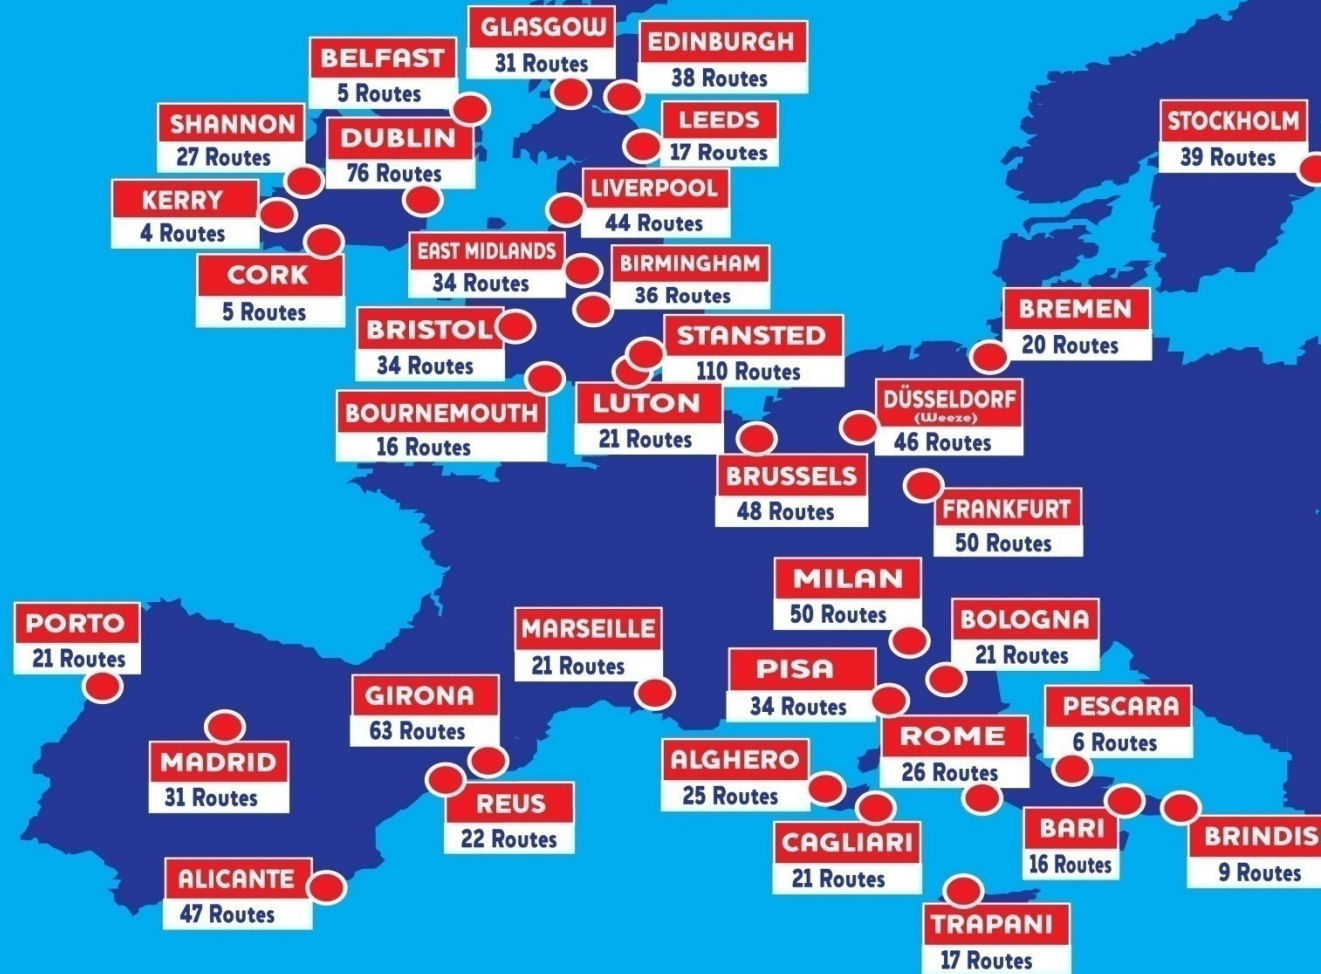 GLASGOW
31 Routes
EDINBURGH
38 Routes
BELFAST
5 Routes
LEEDS
17 Routes
STOCKHOLM
39 Routes
SHANNON
27 Routes
DUBLIN
76 Routes
LIVERPOOL
44 Routes
KERRY
4 Routes
EAST MIDLANDS
34 Routes
BIRMINGHAM
36 Routes
CORK
5 Routes
BREMEN
20 Routes
BRISTOL
34 Routes
STANSTED
110 Routes
BOURNEMOUTH
16 Routes
LUTON
21 Routes
DÜSSELDORF
(Weeze)
46 Routes
BRUSSELS
48 Routes
FRANKFURT
50 Routes
MILAN
50 Routes
BOLOGNA
21 Routes
PORTO
21 Routes
MARSEILLE
21 Routes
PISA
34 Routes
GIRONA
63 Routes
PESCARA
6 Routes
ROME
26 Routes
MADRID
31 Routes
ALGHERO
25 Routes
REUS
22 Routes
CAGLIARI
21 Routes
BARI
16 Routes
BRINDIS
9 Routes
ALICANTE
47 Routes
TRAPANI
17 Routes